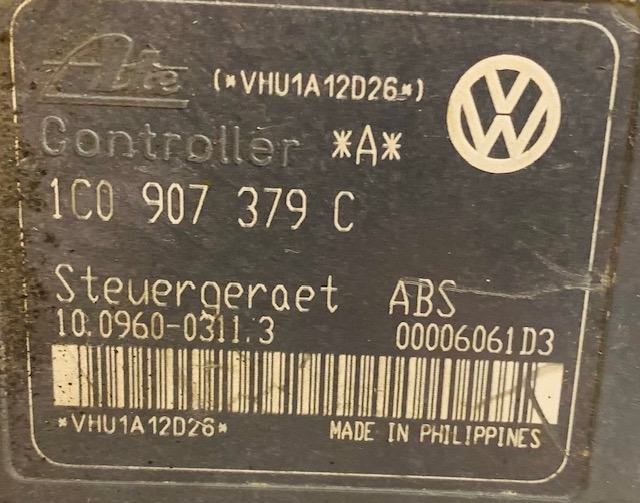 Ate (*VHU1A12D26*)
Controller *A*
1C0 907 379 C
Steuergeraet ABS
10.0960-0311.3 00006061D3
*VHU1A12D26*
MADE IN PHILIPPINES